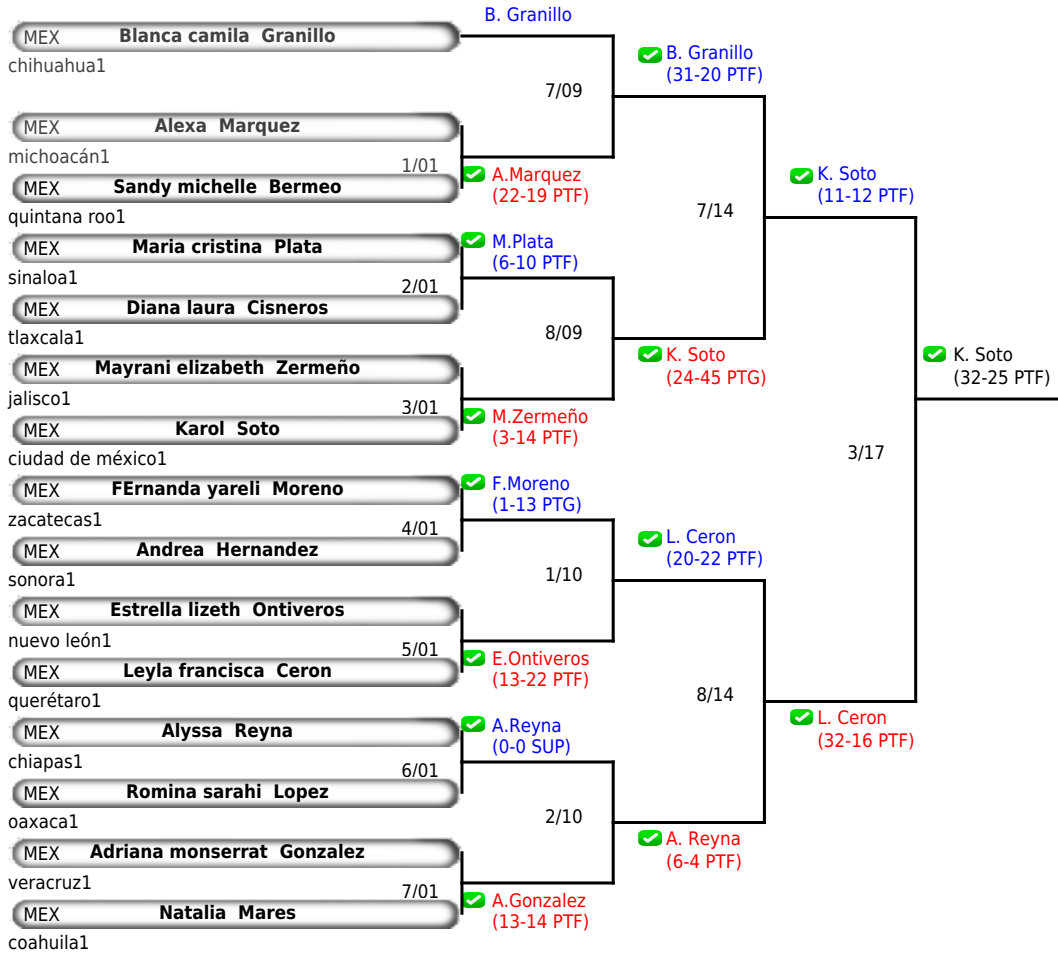 B. Granillo
MEX Blanca camila  Granillo
chihuahua1
B. Granillo
(31-20 PTF)
7/09
MEX Alexa  Marquez
michoacán1
1/01
A.Marquez
(22-19 PTF)
MEX Sandy michelle  Bermeo
quintana roo1
K. Soto
(11-12 PTF)
7/14
MEX Maria cristina  Plata
M.Plata
(6-10 PTF)
sinaloa1
2/01
MEX Diana laura  Cisneros
tlaxcala1
8/09
MEX Mayrani elizabeth  Zermeño
K. Soto
(24-45 PTG)
K. Soto
(32-25 PTF)
jalisco1
3/01
M.Zermeño
(3-14 PTF)
MEX Karol  Soto
ciudad de méxico1
3/17
MEX FErnanda yareli  Moreno
F.Moreno
(1-13 PTG)
zacatecas1
4/01
L. Ceron
(20-22 PTF)
MEX Andrea  Hernandez
sonora1
1/10
MEX Estrella lizeth  Ontiveros
nuevo león1
5/01
E.Ontiveros
(13-22 PTF)
MEX Leyla francisca  Ceron
querétaro1
8/14
L. Ceron
(32-16 PTF)
MEX Alyssa  Reyna
A.Reyna
(0-0 SUP)
chiapas1
6/01
MEX Romina sarahi  Lopez
oaxaca1
2/10
A. Reyna
(6-4 PTF)
MEX Adriana monserrat  Gonzalez
veracruz1
7/01
A.Gonzalez
(13-14 PTF)
MEX Natalia  Mares
coahuila1